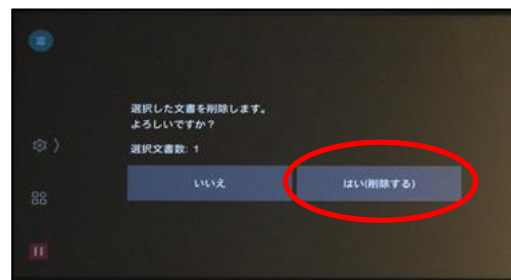 選択した文書を削除します。
よろしいですか？
選択文書数: 1
いいえ
はい(削除する)